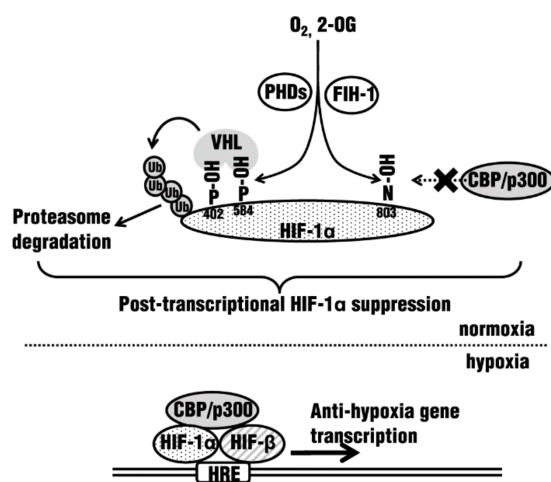 O2, 2-OG
PHDs
FIH-1
VHL
HO-P
HO-P
HO-N
CBP/p300
Ub
Ub
Ub
Ub
402
584
803
HIF-1α
Proteasome
degradation
Post-transcriptional HIF-1α suppression
normoxia
hypoxia
CBP/p300
HIF-1α
HIF-β
Anti-hypoxia gene
transcription
HRE